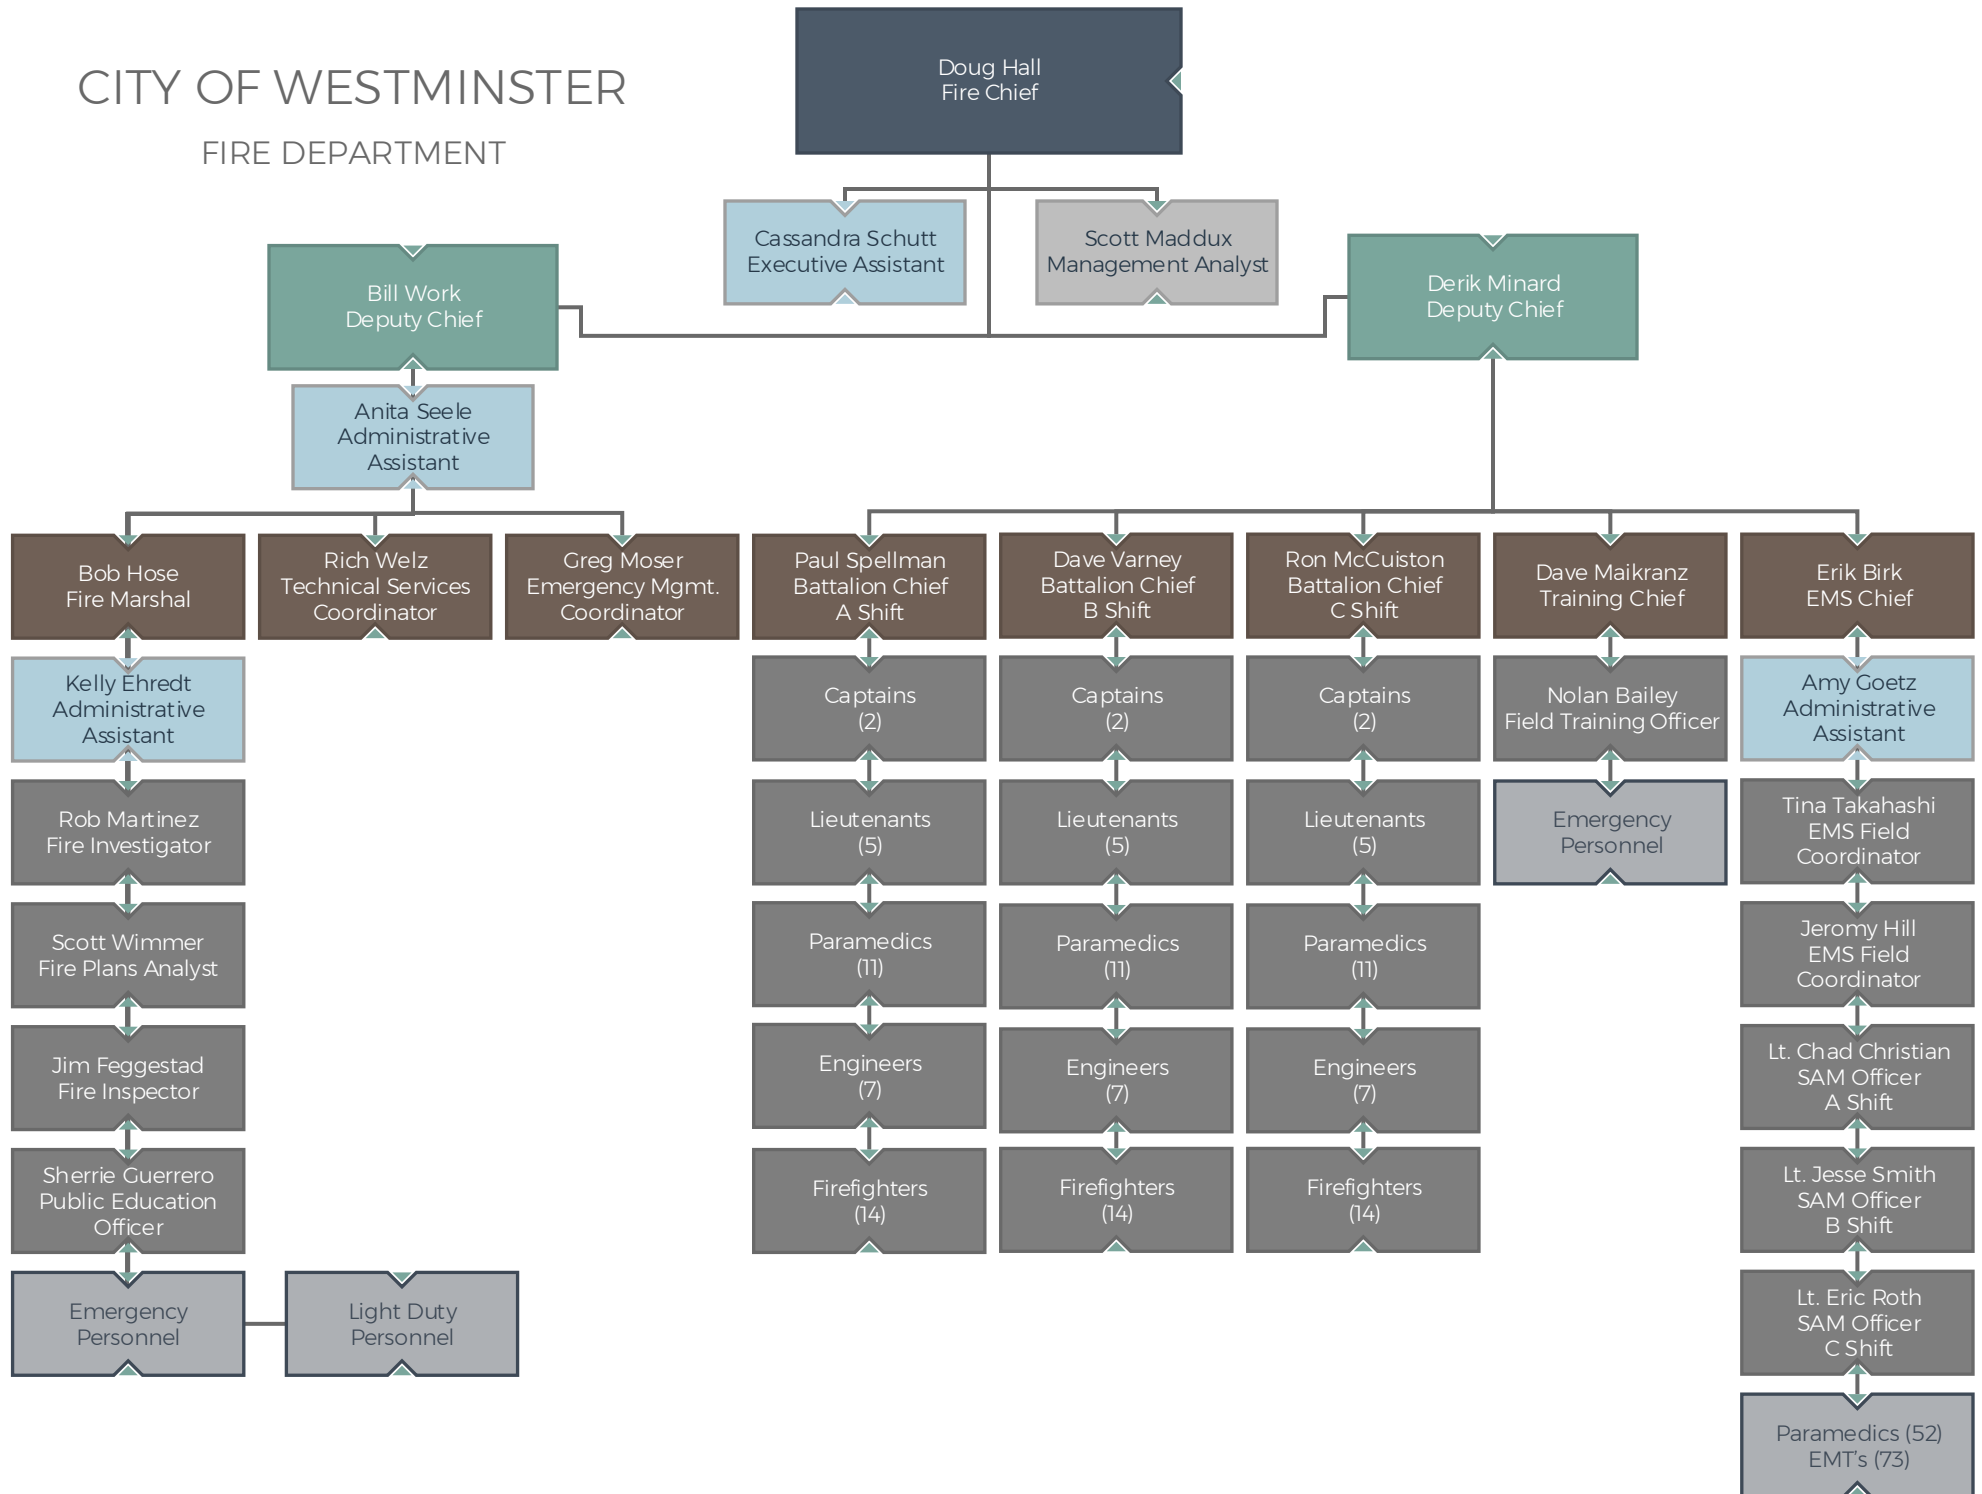 CITY OF WESTMINSTER
FIRE DEPARTMENT
Doug Hall
Fire Chief
Cassandra Schutt
Executive Assistant
Scott Maddux
Management Analyst
Bill Work
Deputy Chief
Derik Minard
Deputy Chief
Anita Seele
Administrative
Assistant
Bob Hose
Fire Marshal
Rich Welz
Technical Services
Coordinator
Greg Moser
Emergency Mgmt.
Coordinator
Paul Spellman
Battalion Chief
A Shift
Dave Varney
Battalion Chief
B Shift
Ron McCuiston
Battalion Chief
C Shift
Dave Maikranz
Training Chief
Erik Birk
EMS Chief
Kelly Ehredt
Administrative
Assistant
Rob Martinez
Fire Investigator
Scott Wimmer
Fire Plans Analyst
Jim Feggestad
Fire Inspector
Sherrie Guerrero
Public Education
Officer
Emergency
Personnel
Light Duty
Personnel
Captains
(2)
Lieutenants
(5)
Paramedics
(11)
Engineers
(7)
Firefighters
(14)
Captains
(2)
Lieutenants
(5)
Paramedics
(11)
Engineers
(7)
Firefighters
(14)
Captains
(2)
Lieutenants
(5)
Paramedics
(11)
Engineers
(7)
Firefighters
(14)
Nolan Bailey
Field Training Officer
Emergency
Personnel
Amy Goetz
Administrative
Assistant
Tina Takahashi
EMS Field
Coordinator
Jeromy Hill
EMS Field
Coordinator
Lt. Chad Christian
SAM Officer
A Shift
Lt. Jesse Smith
SAM Officer
B Shift
Lt. Eric Roth
SAM Officer
C Shift
Paramedics (52)
EMT's (73)